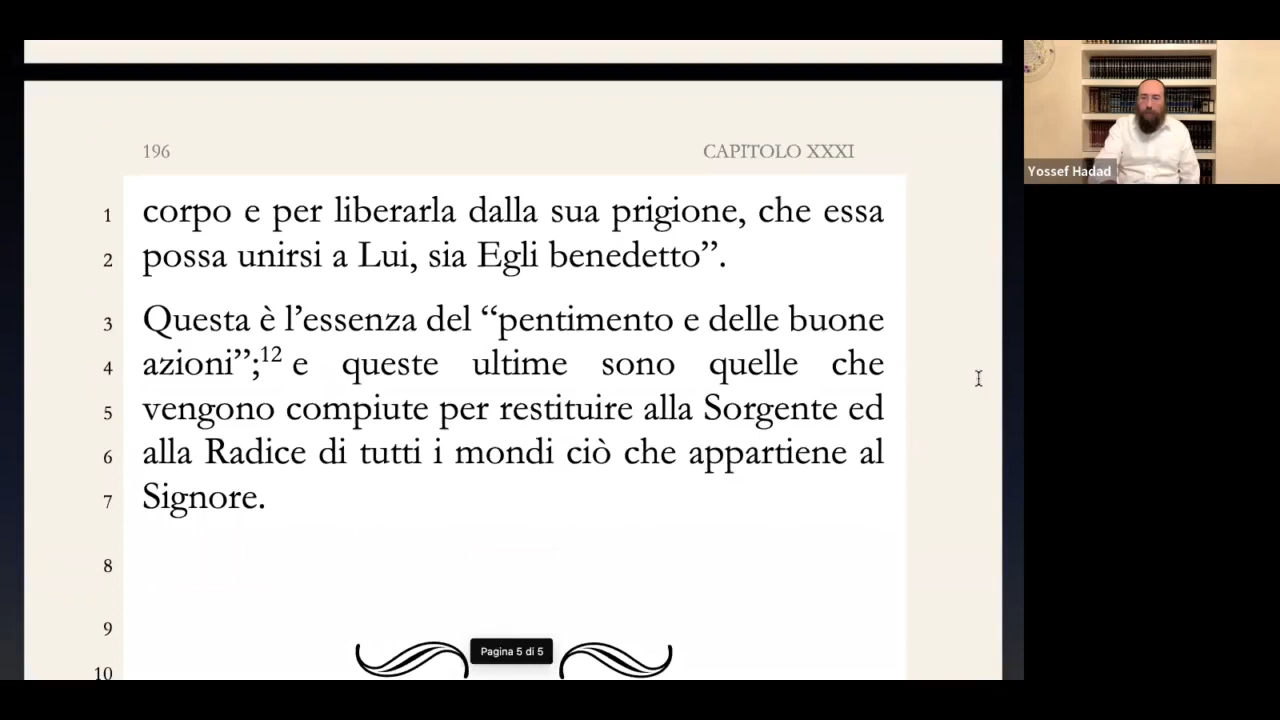 196 CAPITOLO XXXI
1 corpo e per liberarla dalla sua prigione, che essa
2 possa unirsi a Lui, sia Egli benedetto”.
3 Questa è l’essenza del “pentimento e delle buone
4 azioni”;12 e queste ultime sono quelle che
5 vengono compiute per restituire alla Sorgente ed
6 alla Radice di tutti i mondi ciò che appartiene al
7 Signore.
8
9
10
Pagina 5 di 5
Yossef Hadad